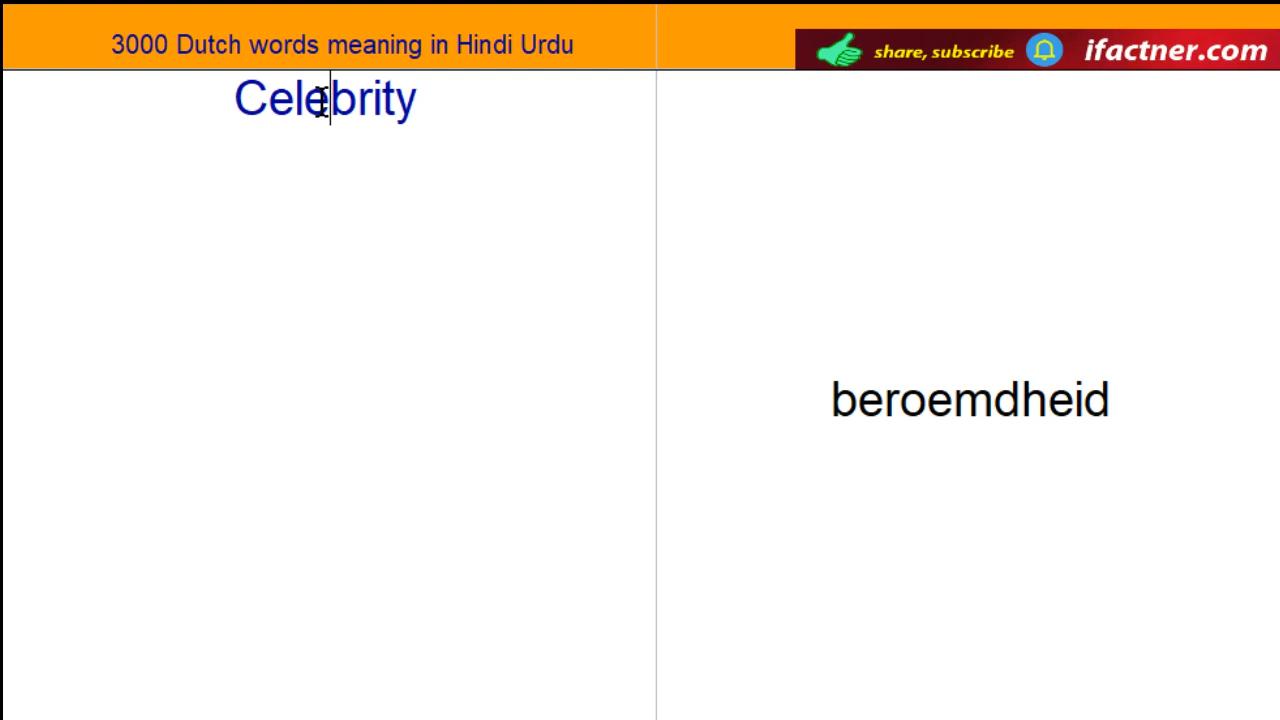 3000 Dutch words meaning in Hindi Urdu
share, subscribe
ifactner.com
Celebrity
beroemdheid